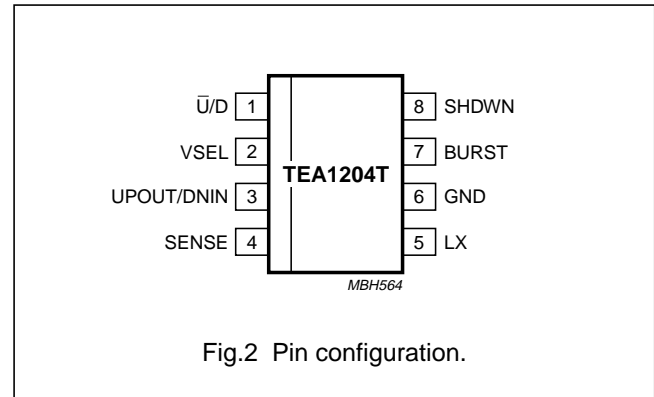 U̅/D 1
VSEL 2
UPOUT/DNIN 3
SENSE 4
TEA1204T
8 SHDWN
7 BURST
6 GND
5 LX
MBH564
Fig.2 Pin configuration.